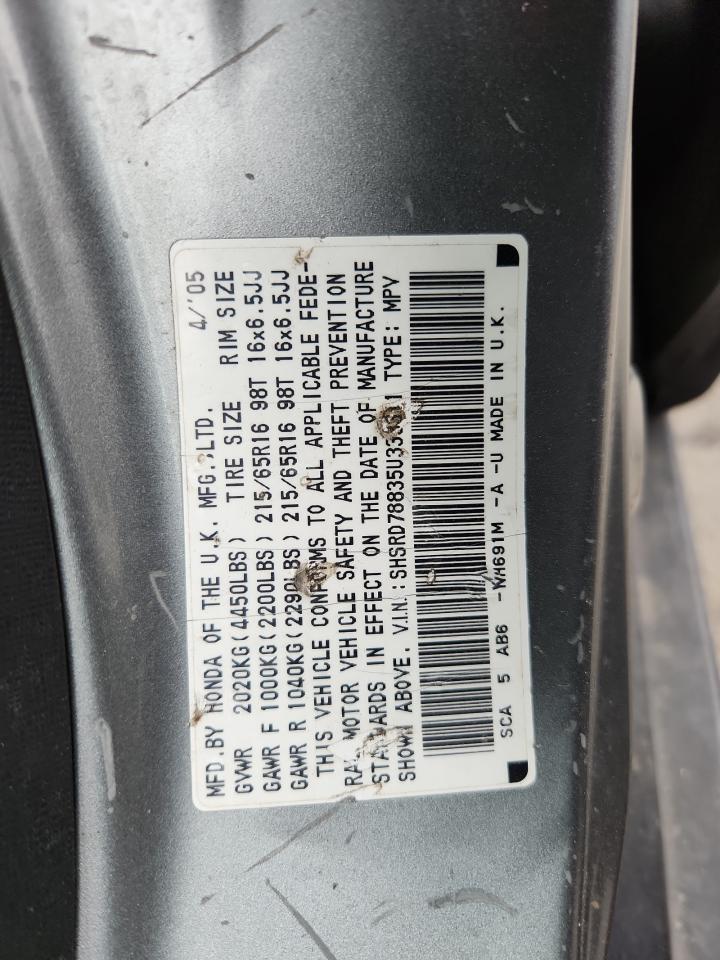 MFD.BY HONDA OF THE U.K. MFG.,LTD. 4/'05
GVWR 2020KG(4450LBS) TIRE SIZE RIM SIZE
GAWR F 1000KG(2200LBS) 215/65R16 98T 16x6.5JJ
GAWR R 1040KG(2290LBS) 215/65R16 98T 16x6.5JJ
THIS VEHICLE CONFORMS TO ALL APPLICABLE FEDE-
RAL MOTOR VEHICLE SAFETY AND THEFT PREVENTION
STANDARDS IN EFFECT ON THE DATE OF MANUFACTURE
SHOWN ABOVE. V.I.N.: TYPE: MPV
SCA 5 AB6 -NH691M -A -U MADE IN U.K.